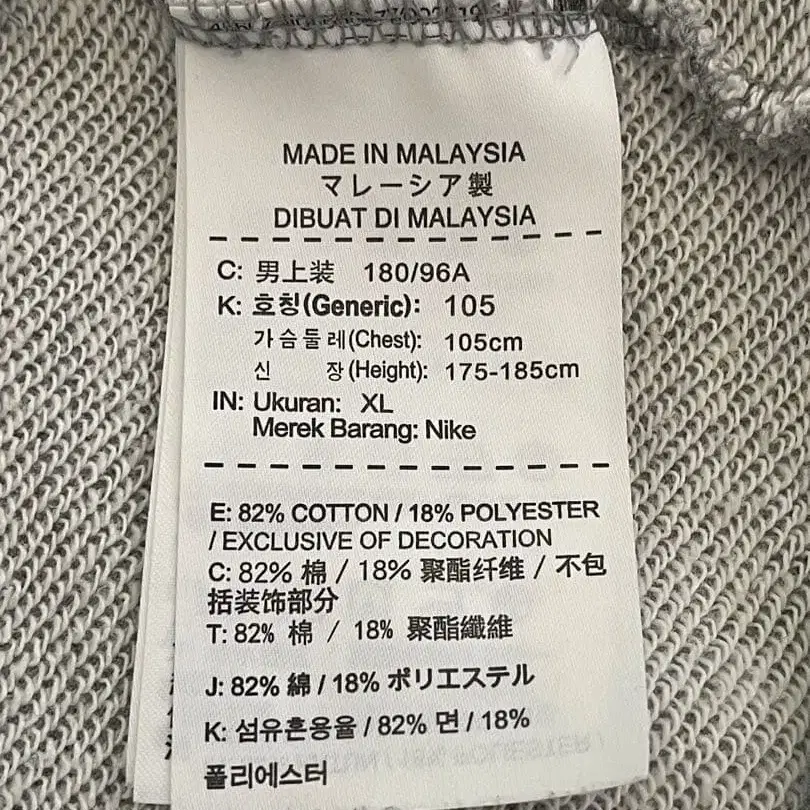 MADE IN MALAYSIA
マレーシア製
DIBUAT DI MALAYSIA
C: 男上装 180/96A
K: 호칭(Generic): 105
가슴둘레(Chest): 105cm
신 장(Height): 175-185cm
IN: Ukuran: XL
Merek Barang: Nike
E: 82% COTTON / 18% POLYESTER
/ EXCLUSIVE OF DECORATION
C: 82% 棉 / 18% 聚酯纤维 / 不包
括装饰部分
T: 82% 棉 / 18% 聚酯纖維
J: 82% 綿 / 18% ポリエステル
K: 섬유혼용율 / 82% 면 / 18%
폴리에스터